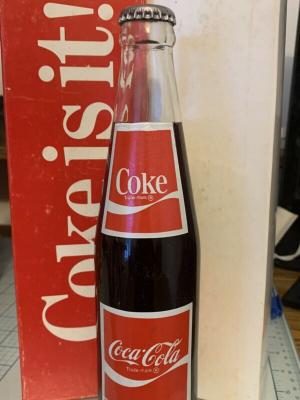 Coke is it!
Coke
Trade-mark ®
Coca-Cola
Trade-mark ®